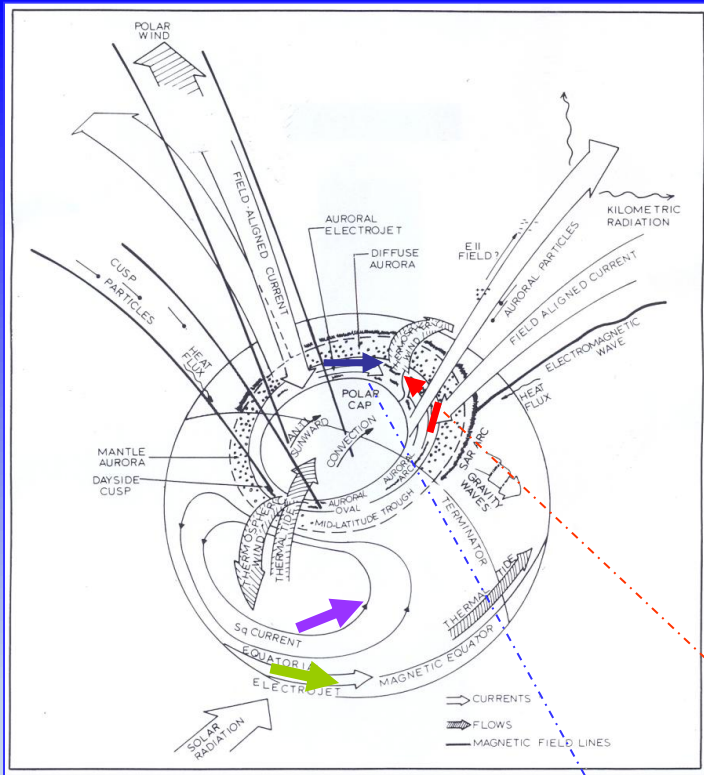 POLAR
WIND
FIELD-ALIGNED CURRENT
AURORAL
ELECTROJET
DIFFUSE
AURORA
KILOMETRIC
RADIATION
E II
FIELD?
AURORAL PARTICLES
FIELD ALIGNED CURRENT
ELECTROMAGNETIC
WAVE
HEAT
FLUX
CUSP
PARTICLES
HEAT
FLUX
THERMOSPHERIC
WIND
POLAR
CAP
ANTI
SUNWARD
CONVECTION
MANTLE
AURORA
DAYSIDE
CUSP
AURORAL
ARC
SAR ARC
GRAVITY
WAVES
AURORAL
OVAL
MID-LATITUDE TROUGH
TERMINATOR
THERMOSPHERIC
WIND
THERMAL TIDE
THERMAL TIDE
Sq CURRENT
EQUATORIAL
ELECTROJET
MAGNETIC EQUATOR
SOLAR
RADIATION
CURRENTS
FLOWS
MAGNETIC FIELD LINES